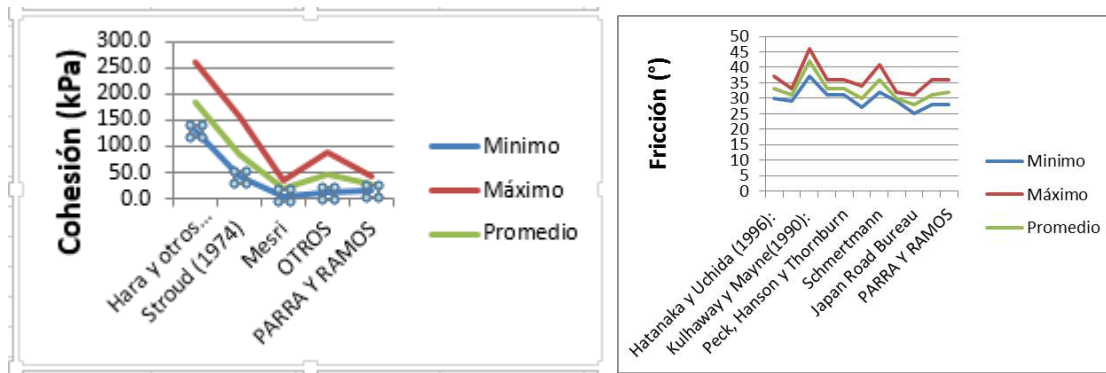 Cohesión (kPa)
300.0
250.0
200.0
150.0
100.0
50.0
0.0
Hara y otros...
Stroud (1974)
Mesri
OTROS
PARRA Y RAMOS
Minimo
Máximo
Promedio
Fricción (°)
50
45
40
35
30
25
20
15
10
5
0
Hatanaka y Uchida (1996):
Kulhaway y Mayne(1990):
Peck, Hanson y Thornburn
Schmertmann
Japan Road Bureau
PARRA Y RAMOS
Minimo
Máximo
Promedio